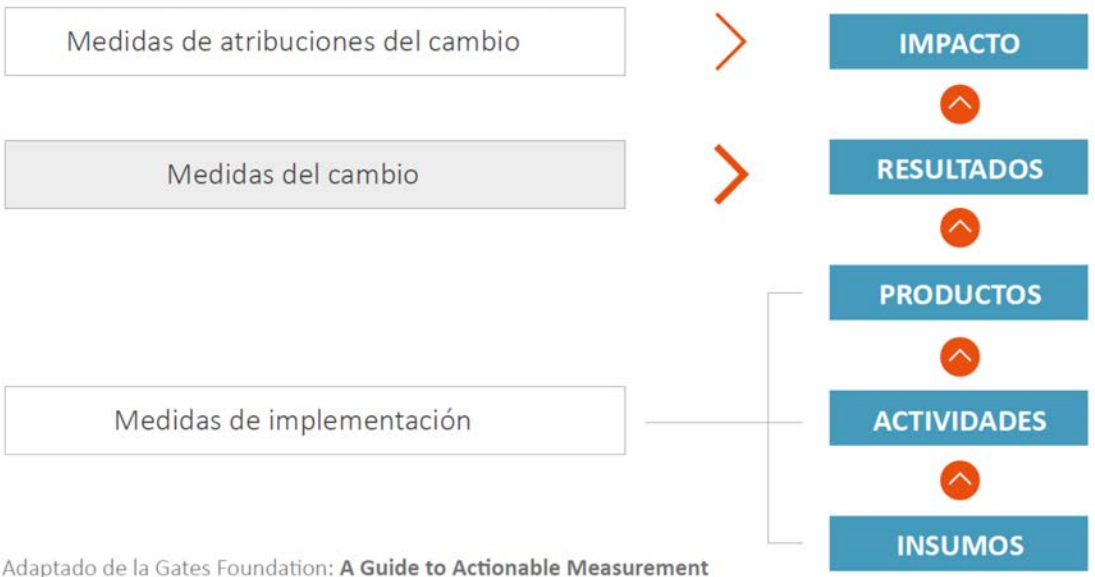 Medidas de atribuciones del cambio
IMPACTO
Medidas del cambio
RESULTADOS
PRODUCTOS
Medidas de implementación
ACTIVIDADES
INSUMOS
Adaptado de la Gates Foundation: A Guide to Actionable Measurement